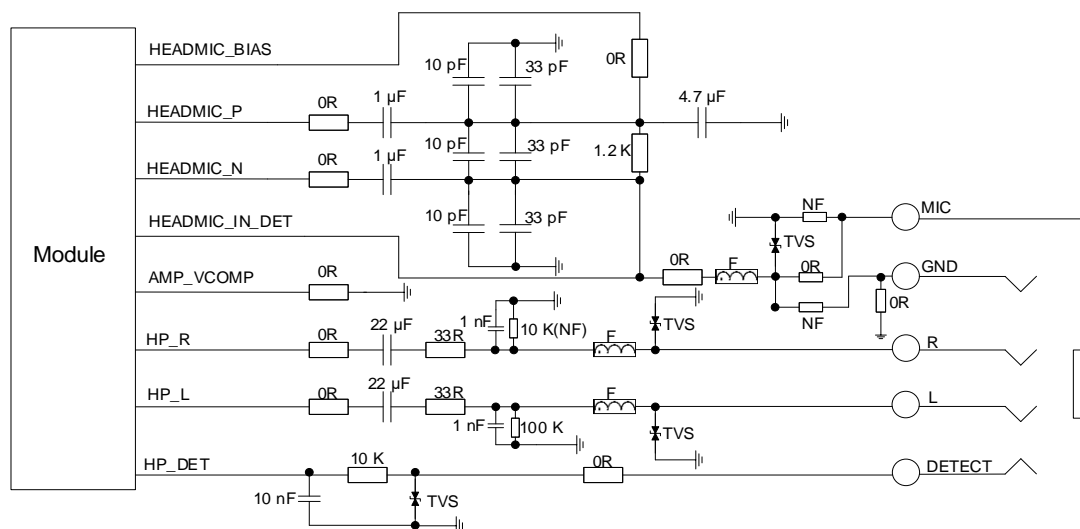 HEADMIC_BIAS
10 pF
33 pF
0R
HEADMIC_P
0R
1 µF
4.7 µF
10 pF
33 pF
1.2 K
HEADMIC_N
0R
1 µF
10 pF
33 pF
HEADMIC_IN_DET
NF
MIC
TVS
Module
0R
F
0R
GND
AMP_VCOMP
0R
NF
0R
HP_R
0R
22 µF
33R
1 nF
10 K(NF)
F
TVS
R
HP_L
0R
22 µF
33R
1 nF
100 K
F
TVS
L
HP_DET
10 K
0R
DETECT
10 nF
TVS